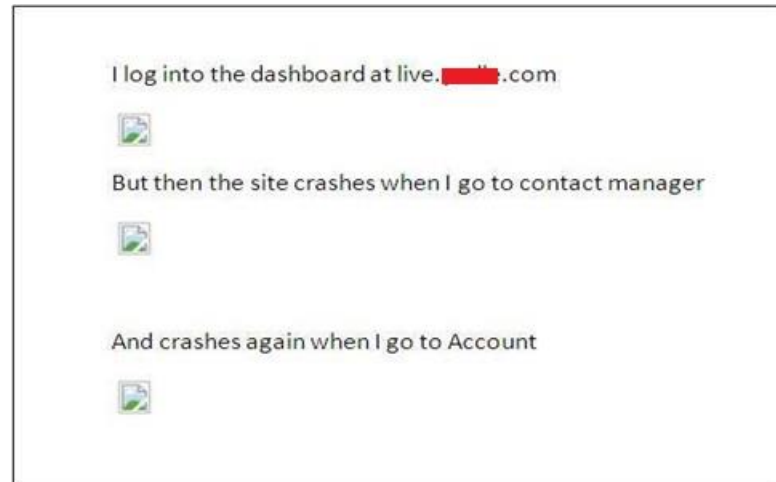 I log into the dashboard at live. .com
But then the site crashes when I go to contact manager
And crashes again when I go to Account